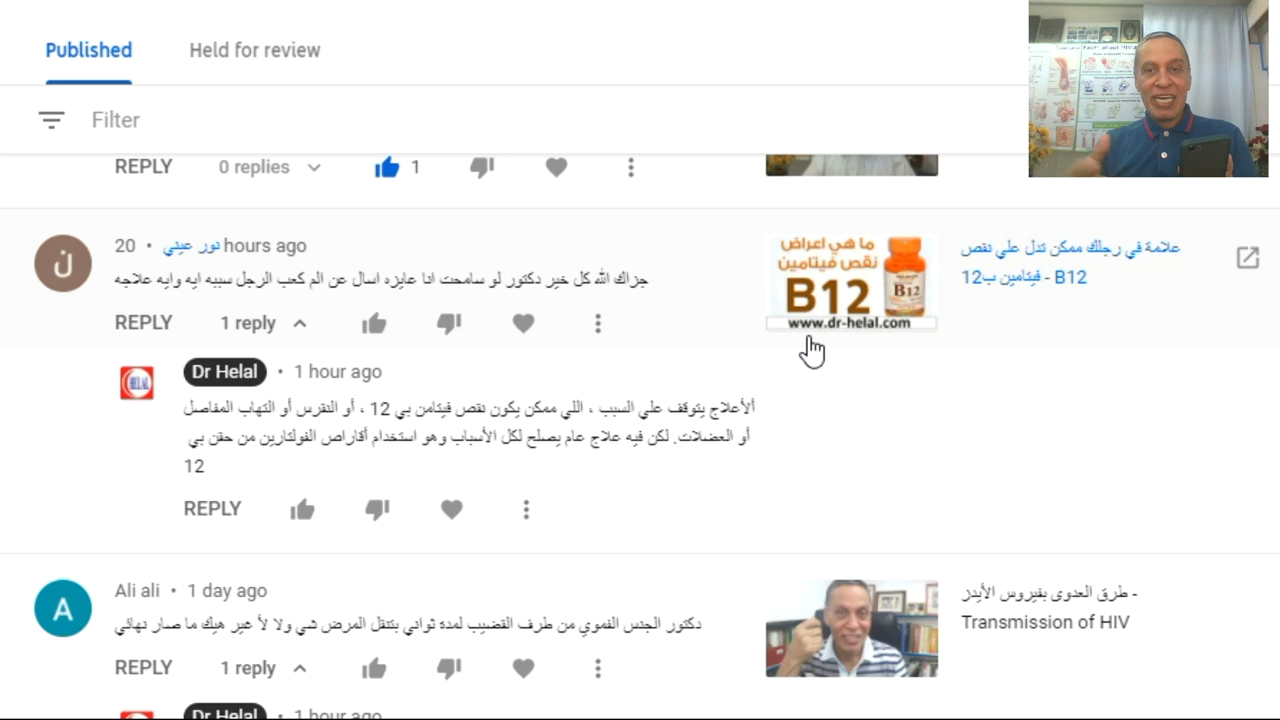 Published
Held for review
Filter
REPLY 0 replies 1
20 • نور عيني hours ago
جزاك الله كل خير دكتور لو سامحت انا عايزه اسال عن الم كعب الرجل سببه ايه وايه علاجه
REPLY 1 reply
ما هي اعراض
نقص فيتامين
B12
www.dr-helal.com
علامة في رجلك ممكن تدل علي نقص
فيتامين ب12 - B12
Dr Helal • 1 hour ago
ألأعلاج يتوقف علي السبب ، اللي ممكن يكون نقص فيتامن بي 12 ، أو النقرس أو التهاب المفاصل
أو العضلات. لكن فيه علاج عام يصلح لكل الأسباب وهو استخدام أقاراص الفولتارين من حقن بي
12
REPLY
Ali ali • 1 day ago
دكتور الجنس الفموي من طرف القضيب لمدة ثواني بتنقل المرض شي ولا لأ غير هيك ما صار نهائي
REPLY 1 reply
طرق العدوى بفيروس الأيدز -
Transmission of HIV
Dr Helal • 1 hour ago